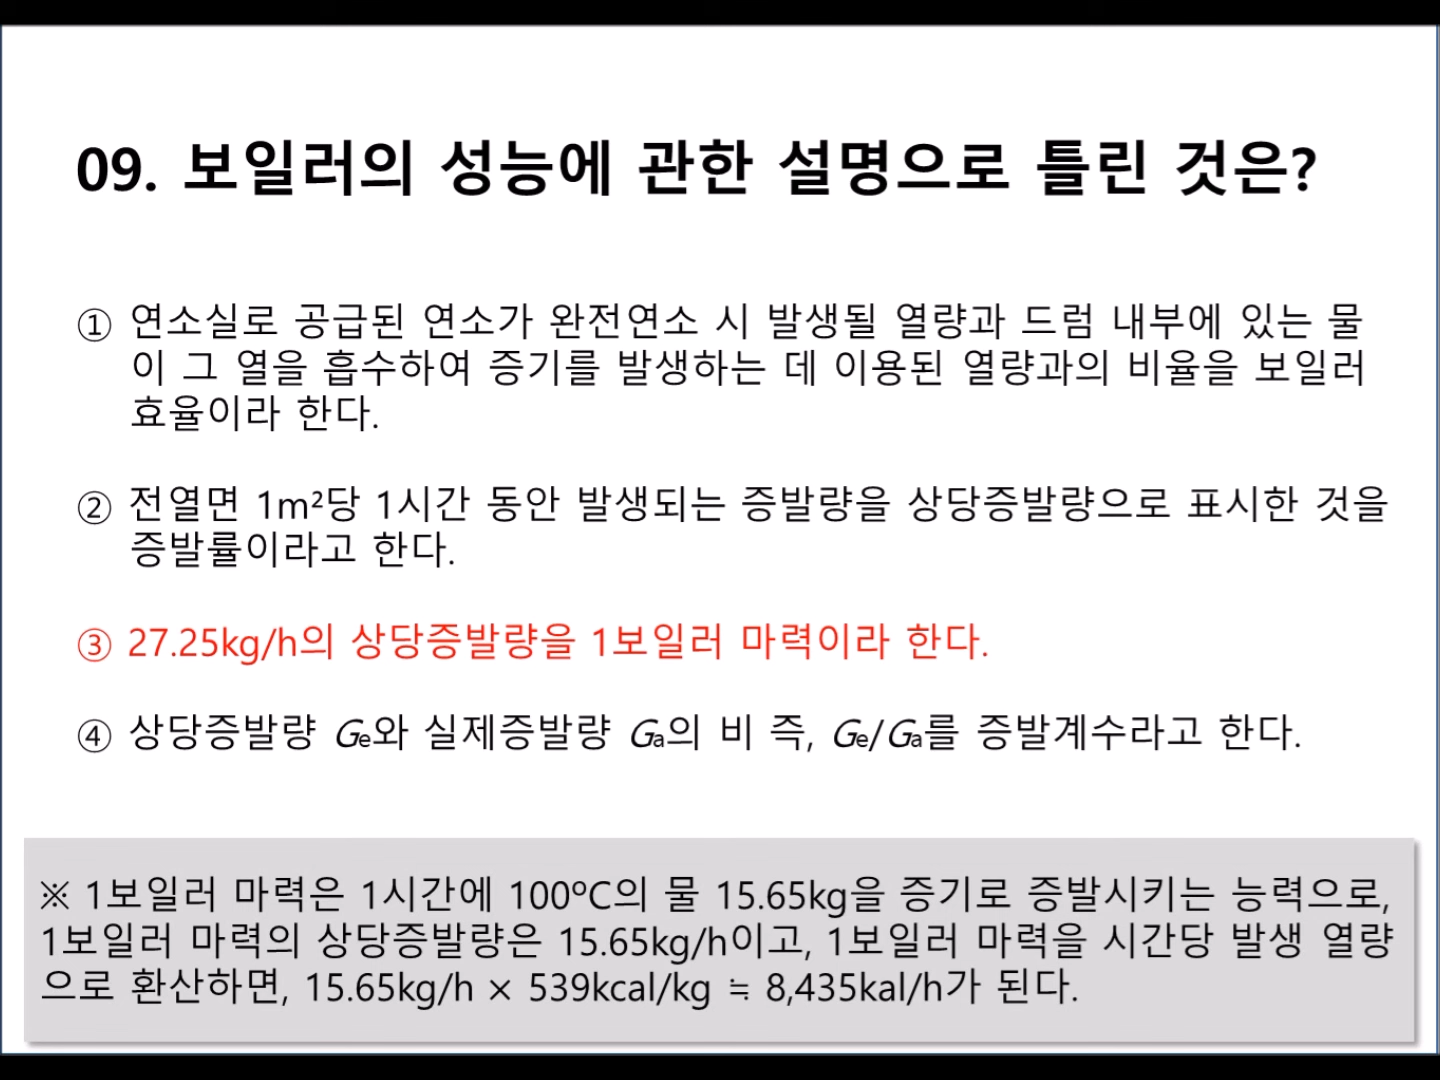 09. 보일러의 성능에 관한 설명으로 틀린 것은?
① 연소실로 공급된 연소가 완전연소 시 발생될 열량과 드럼 내부에 있는 물
이 그 열을 흡수하여 증기를 발생하는 데 이용된 열량과의 비율을 보일러
효율이라 한다.
② 전열면 1m²당 1시간 동안 발생되는 증발량을 상당증발량으로 표시한 것을
증발률이라고 한다.
③ 27.25kg/h의 상당증발량을 1보일러 마력이라 한다.
④ 상당증발량 Ge와 실제증발량 Ga의 비 즉, Ge/Ga를 증발계수라고 한다.
※ 1보일러 마력은 1시간에 100ºC의 물 15.65kg을 증기로 증발시키는 능력으로,
1보일러 마력의 상당증발량은 15.65kg/h이고, 1보일러 마력을 시간당 발생 열량
으로 환산하면, 15.65kg/h × 539kcal/kg ≒ 8,435kal/h가 된다.